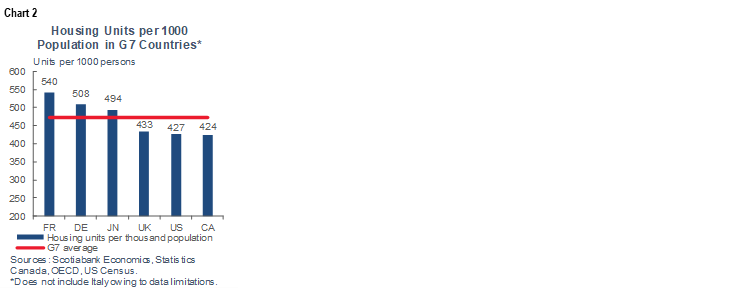 Chart 2
Housing Units per 1000
Population in G7 Countries*
Units per 1000 persons
600
550
500
450
400
350
300
250
200
540
508
494
433
427
424
FR DE JN UK US CA
Housing units per thousand population
G7 average
Sources: Scotiabank Economics, Statistics
Canada, OECD, US Census.
*Does not include Italy owing to data limitations.